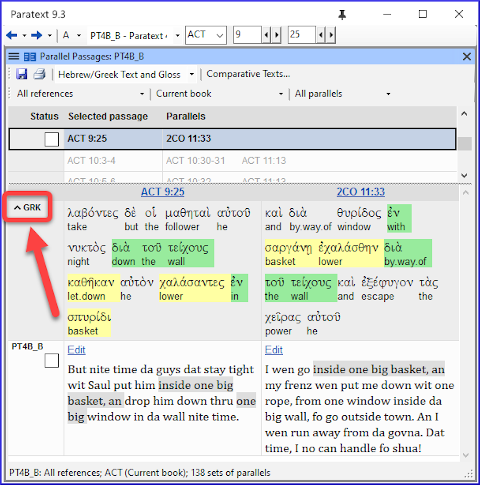 Paratext 9.3
A PT4B_B - Paratext ACT 9 25
Parallel Passages: PT4B_B
Hebrew/Greek Text and Gloss Comparative Texts...
All references Current book All parallels
Status Selected passage Parallels
ACT 9:25 2CO 11:33
ACT 10:3-4 ACT 10:30-31 ACT 11:13
ACT 10:5-6 ACT 10:32 ACT 11:13
GRK
ACT 9:25
λαβόντες δὲ οἱ μαθηταὶ αὐτοῦ
take but the follower he
νυκτὸς διὰ τοῦ τείχους
night down the wall
καθῆκαν αὐτὸν χαλάσαντες ἐν
let.down he lower in
σπυρίδι
basket
2CO 11:33
καὶ διὰ θυρίδος ἐν
and by.way.of window with
σαργάνῃ ἐχαλάσθην διὰ
basket lower by.way.of
τοῦ τείχους καὶ ἐξέφυγον τὰς
the wall and escape the
χεῖρας αὐτοῦ
power he
PT4B_B
Edit
But nite time da guys dat stay tight
wit Saul put him inside one big
basket, an drop him down thru one
big window in da wall nite time.
Edit
I wen go inside one big basket, an
my frenz wen put me down wit one
rope, from one window inside da
big wall, fo go outside town. An I
wen run away from da govna. Dat
time, I no can handle fo shua!
PT4B_B: All references; ACT (Current book); 138 sets of parallels